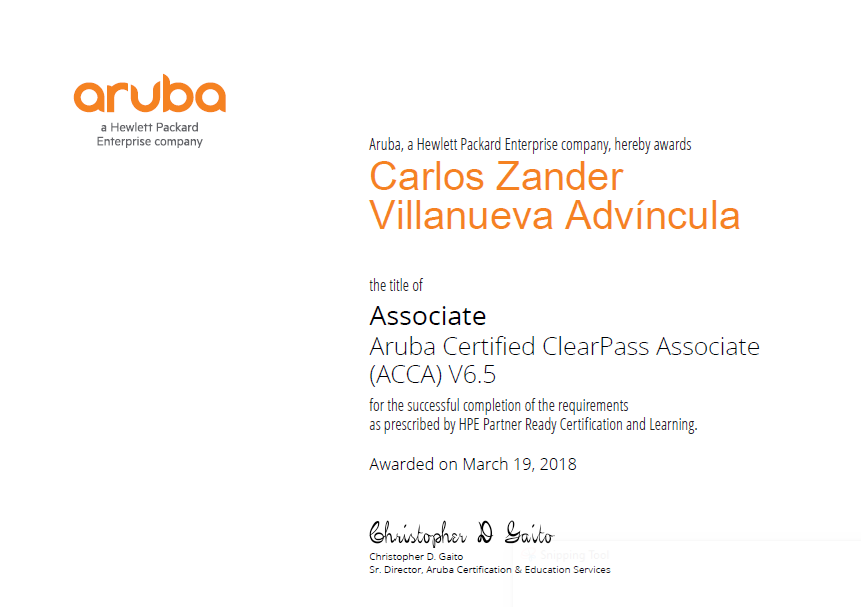 aruba
a Hewlett Packard
Enterprise company
Aruba, a Hewlett Packard Enterprise company, hereby awards
Carlos Zander
Villanueva Advíncula
the title of
Associate
Aruba Certified ClearPass Associate
(ACCA) V6.5
for the successful completion of the requirements
as prescribed by HPE Partner Ready Certification and Learning.
Awarded on March 19, 2018
Christopher D Gaito
Snipping Tool
Christopher D. Gaito
Sr. Director, Aruba Certification & Education Services